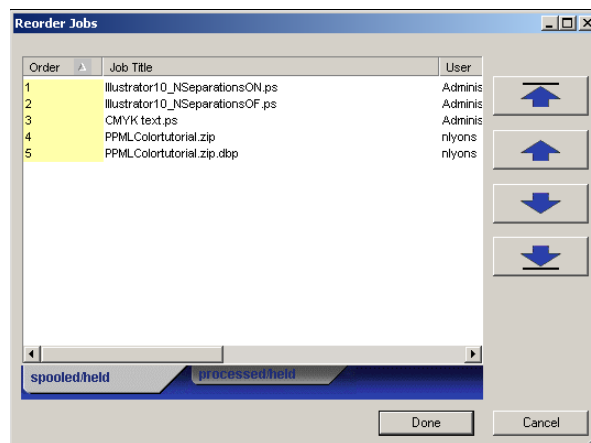 Reorder Jobs
Order Job Title User
1 Illustrator10_NSeparationsON.ps Adminis
2 Illustrator10_NSeparationsOF.ps Adminis
3 CMYK text.ps Adminis
4 PPMLColortutorial.zip nlyons
5 PPMLColortutorial.zip.dbp nlyons
spooled/held processed/held
Done Cancel